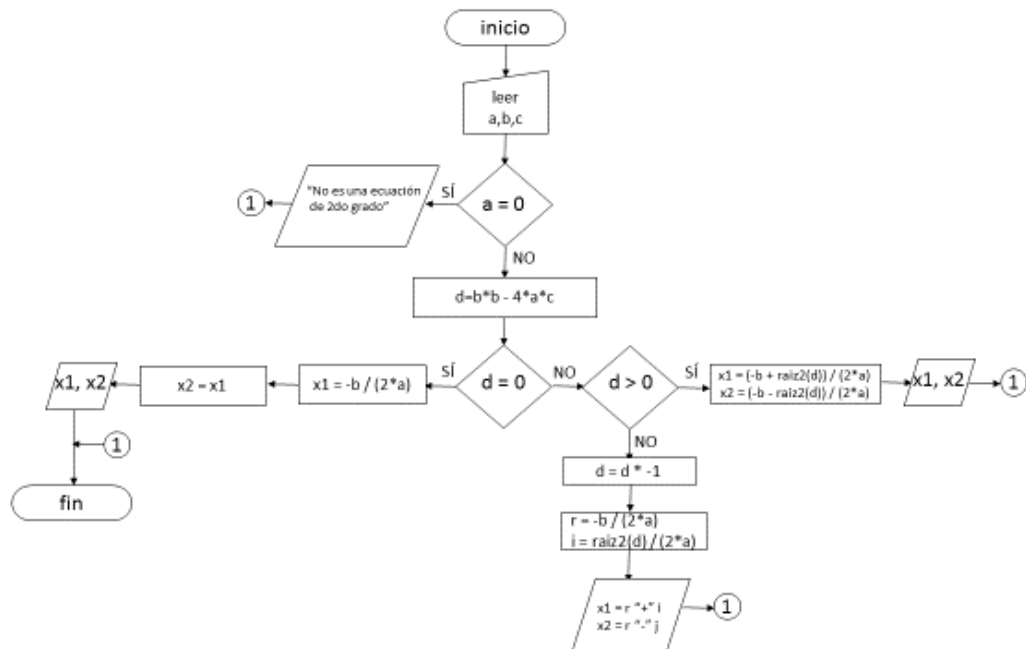 inicio
leer
a,b,c
"No es una ecuación
de 2do grado"
1
SÍ
a = 0
NO
d=b*b - 4*a*c
x1, x2
x2 = x1
x1 = -b / (2*a)
SÍ
d = 0
NO
d > 0
SÍ
x1 = (-b + raiz2(d)) / (2*a)
x2 = (-b - raiz2(d)) / (2*a)
x1, x2
1
1
NO
fin
d = d * -1
r = -b / (2*a)
i = raiz2(d) / (2*a)
x1 = r "+" i
x2 = r "-" j
1